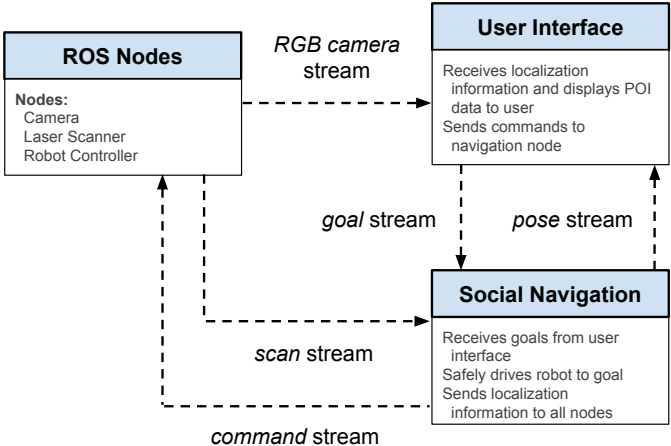 ROS Nodes
Nodes:
Camera
Laser Scanner
Robot Controller
RGB camera
stream
User Interface
Receives localization
information and displays POI
data to user
Sends commands to
navigation node
goal stream
pose stream
Social Navigation
Receives goals from user
interface
Safely drives robot to goal
Sends localization
information to all nodes
scan stream
command stream